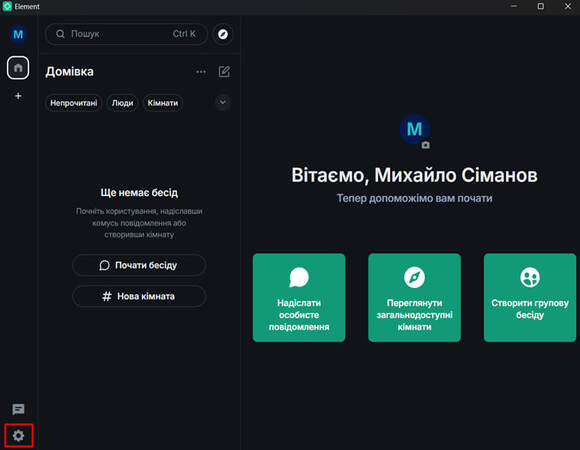 Element
M
Пошук Ctrl K
Домівка
Непрочитані Люди Кімнати
Ще немає бесід
Почніть користування, надіславши
комусь повідомлення або
створивши кімнату
Почати бесіду
Нова кімната
M
Вітаємо, Михайло Сіманов
Тепер допоможімо вам почати
Надіслати
особисте
повідомлення
Переглянути
загальнодоступні
кімнати
Створити групову
бесіду